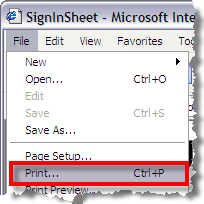 SignInSheet - Microsoft Inte
File Edit View Favorites Too
New
Open... Ctrl+O
Edit
Save Ctrl+S
Save As...
Page Setup...
Print... Ctrl+P
Print Preview...